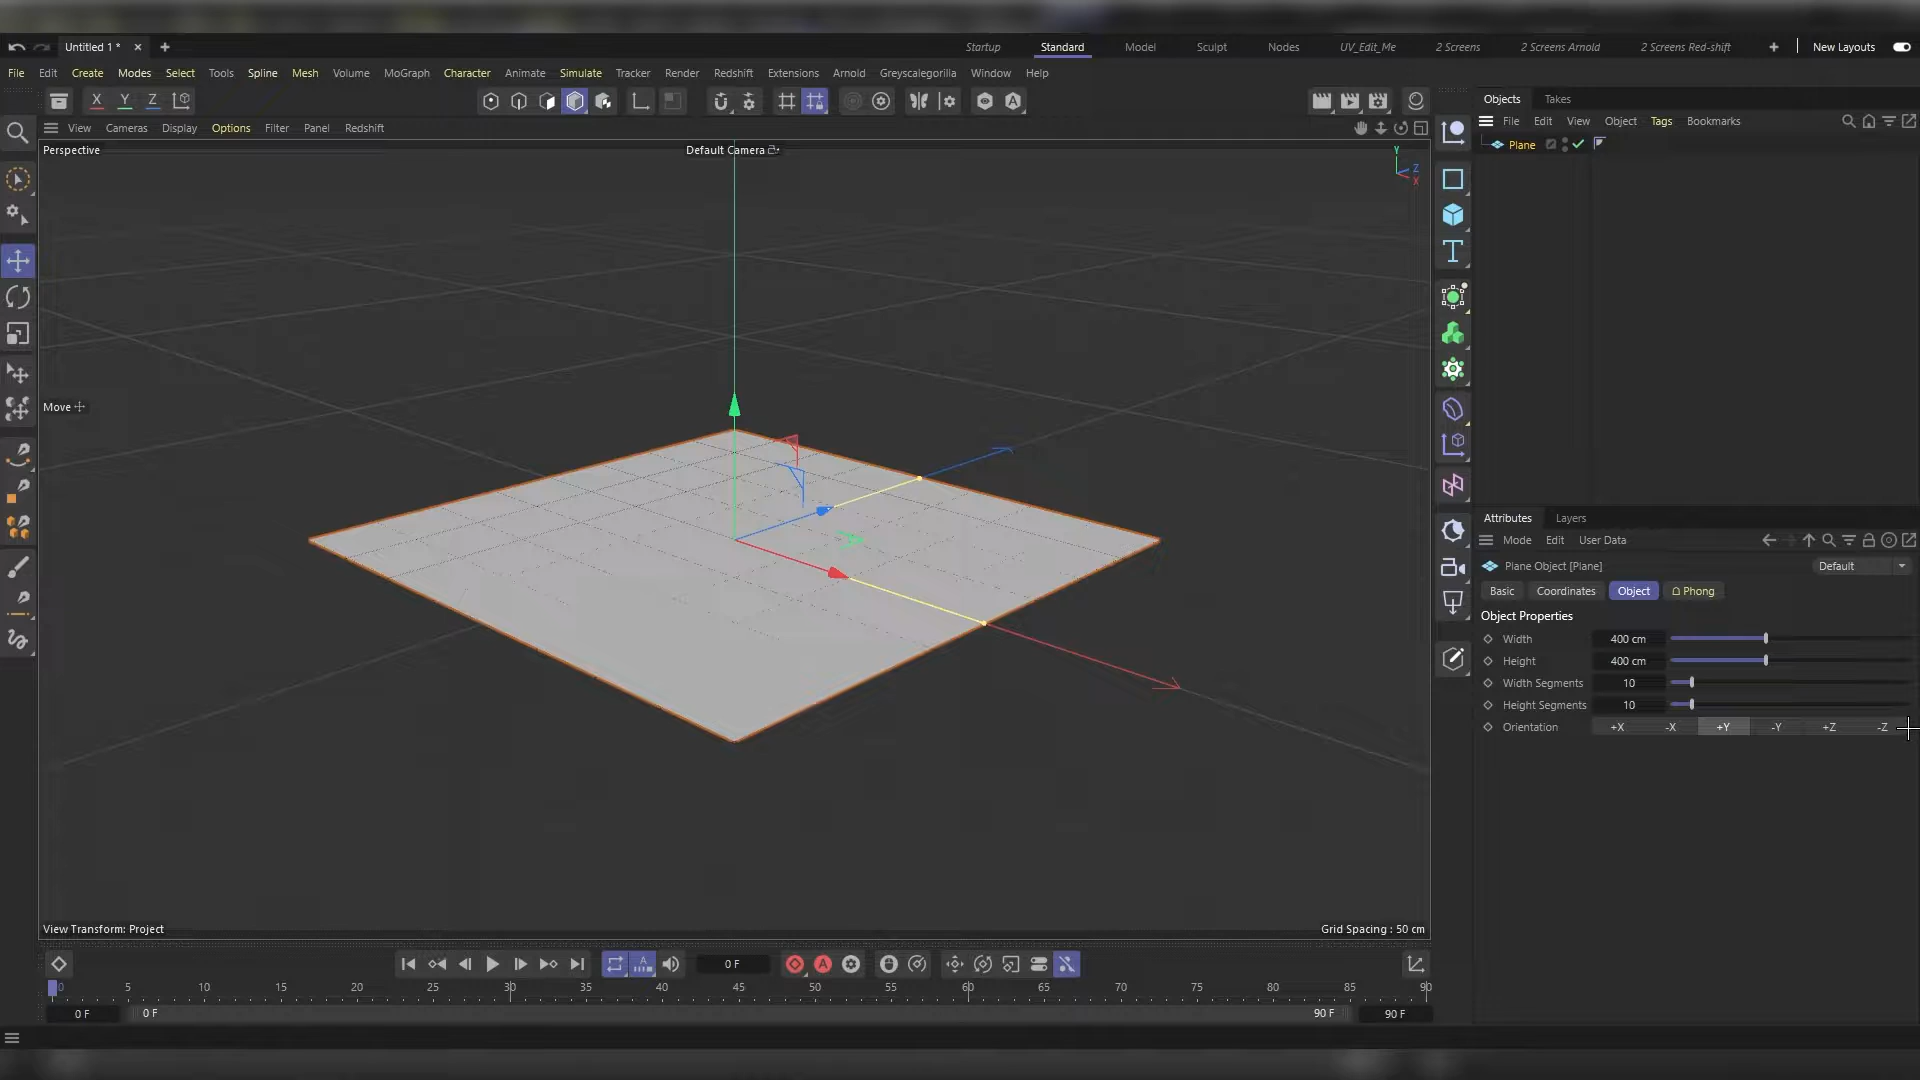 Untitled 1 *
Startup Standard Model Sculpt Nodes UV_Edit_Me 2 Screens 2 Screens Arnold 2 Screens Red-shift New Layouts
File Edit Create Modes Select Tools Spline Mesh Volume MoGraph Character Animate Simulate Tracker Render Redshift Extensions Arnold Greyscalegorilla Window Help
X Y Z
Objects Takes
View Cameras Display Options Filter Panel Redshift
File Edit View Object Tags Bookmarks
Perspective
Default Camera
Y
Z
X
Plane
Move
Attributes Layers
Mode Edit User Data
Plane Object [Plane]
Default
Basic Coordinates Object Phong
Object Properties
Width 400 cm
Height 400 cm
Width Segments 10
Height Segments 10
Orientation +X -X +Y -Y +Z -Z
View Transform: Project
Grid Spacing : 50 cm
0 F
0 5 10 15 20 25 30 35 40 45 50 55 60 65 70 75 80 85 90
0 F 0 F 90 F 90 F